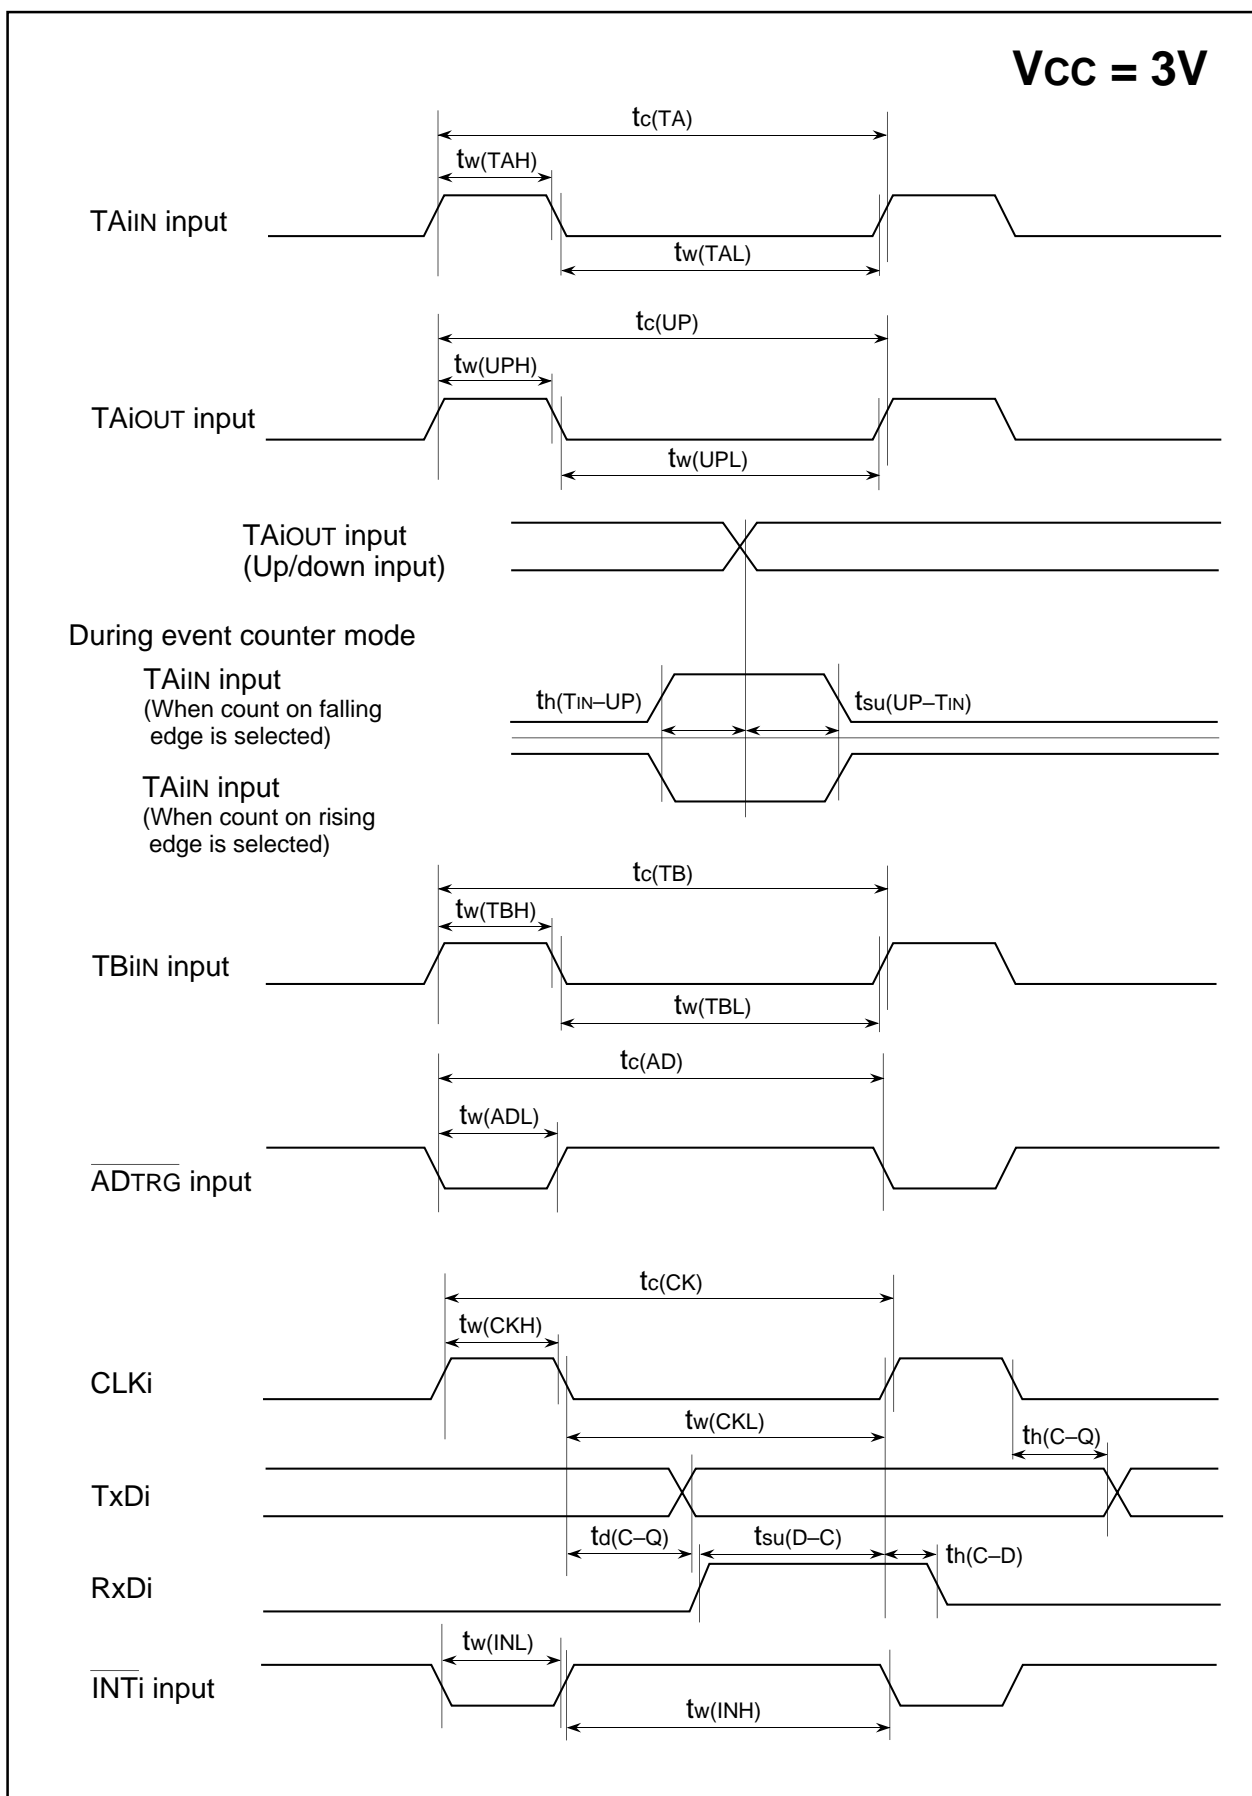 VCC = 3V
tc(TA)
tw(TAH)
TAiIN input
tw(TAL)
tc(UP)
tw(UPH)
TAiOUT input
tw(UPL)
TAiOUT input
(Up/down input)
During event counter mode
TAiIN input
(When count on falling
edge is selected)
th(TIN–UP)
tsu(UP–TIN)
TAiIN input
(When count on rising
edge is selected)
tc(TB)
tw(TBH)
TBiIN input
tw(TBL)
tc(AD)
tw(ADL)
ADTRG input
tc(CK)
tw(CKH)
CLKi
tw(CKL)
th(C–Q)
TxDi
td(C–Q)
tsu(D–C)
th(C–D)
RxDi
tw(INL)
INTi input
tw(INH)